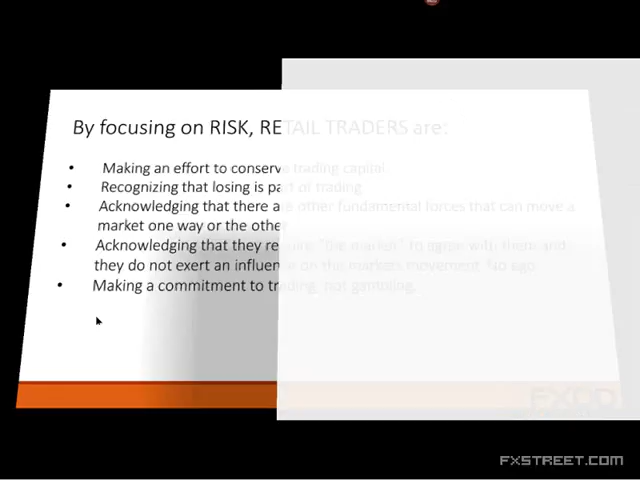 By focusing on RISK, RETAIL TRADERS are:
• Making an effort to conserve trading capital.
• Recognizing that losing is part of trading
• Acknowledging that there are other fundamental forces that can move a
market one way or the other
• Acknowledging that they require "the market" to agree with them and
they do not exert an influence on the markets movement. No ego.
• Making a commitment to trading, not gambling.
FXCO
FXSTREET.COM